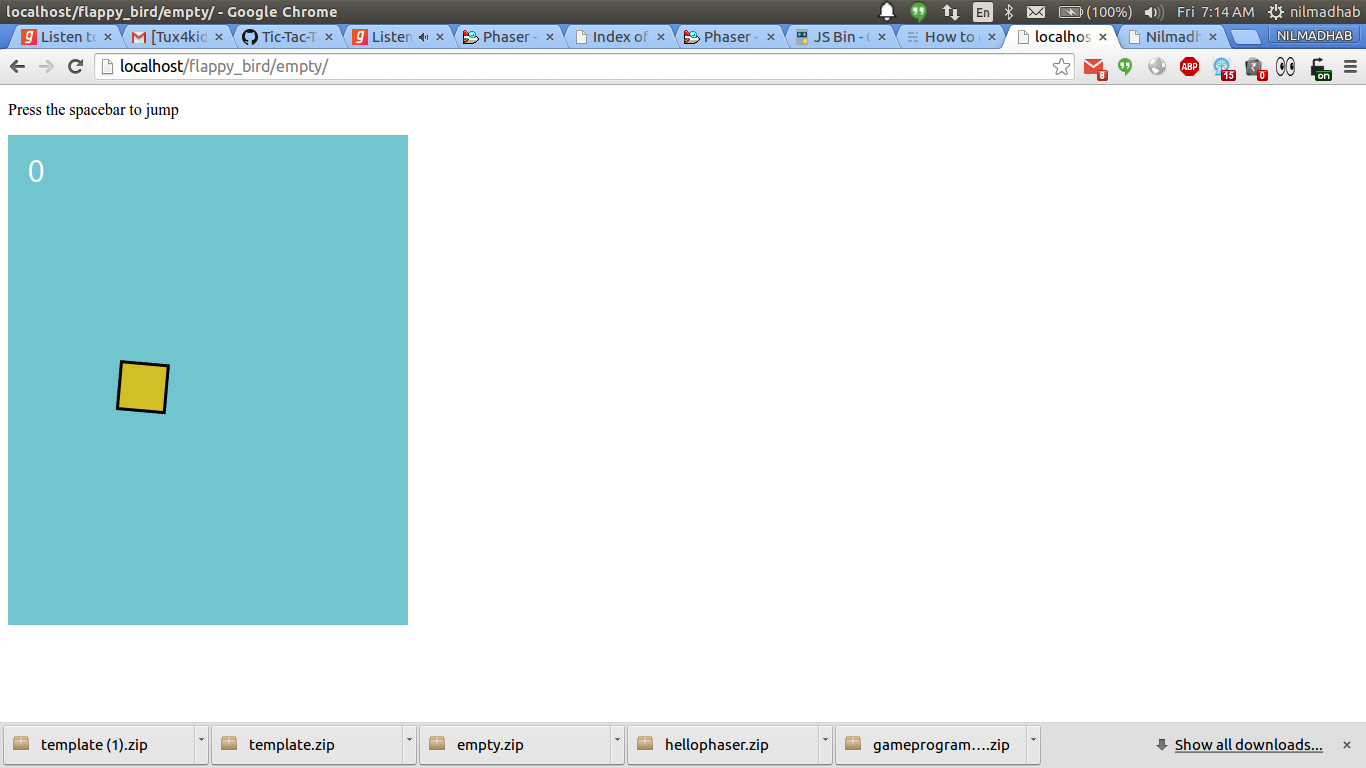 localhost/flappy_bird/empty/ - Google Chrome
En
(100%)
Fri 7:14 AM
nilmadhab
Listen to
[Tux4kid
Tic-Tac-T
Listen
Phaser -
Index of
Phaser -
JS Bin -
How to
localhos
Nilmadh
NILMADHAB
localhost/flappy_bird/empty/
8
ABP
15
0
on
Press the spacebar to jump
0
template (1).zip
template.zip
empty.zip
hellophaser.zip
gameprogram….zip
Show all downloads...